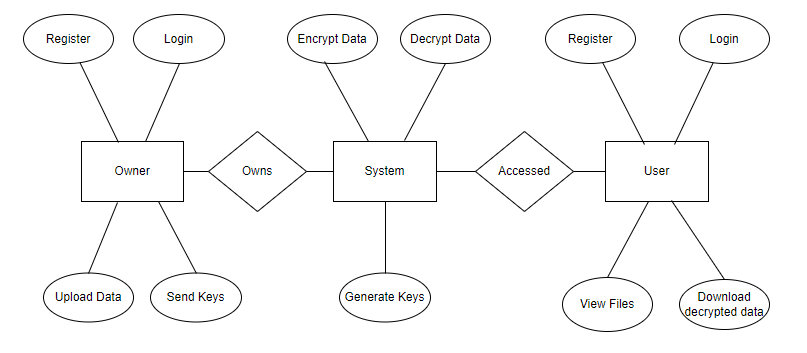 Register
Login
Encrypt Data
Decrypt Data
Register
Login
Owner
Owns
System
Accessed
User
Upload Data
Send Keys
Generate Keys
View Files
Download
decrypted data